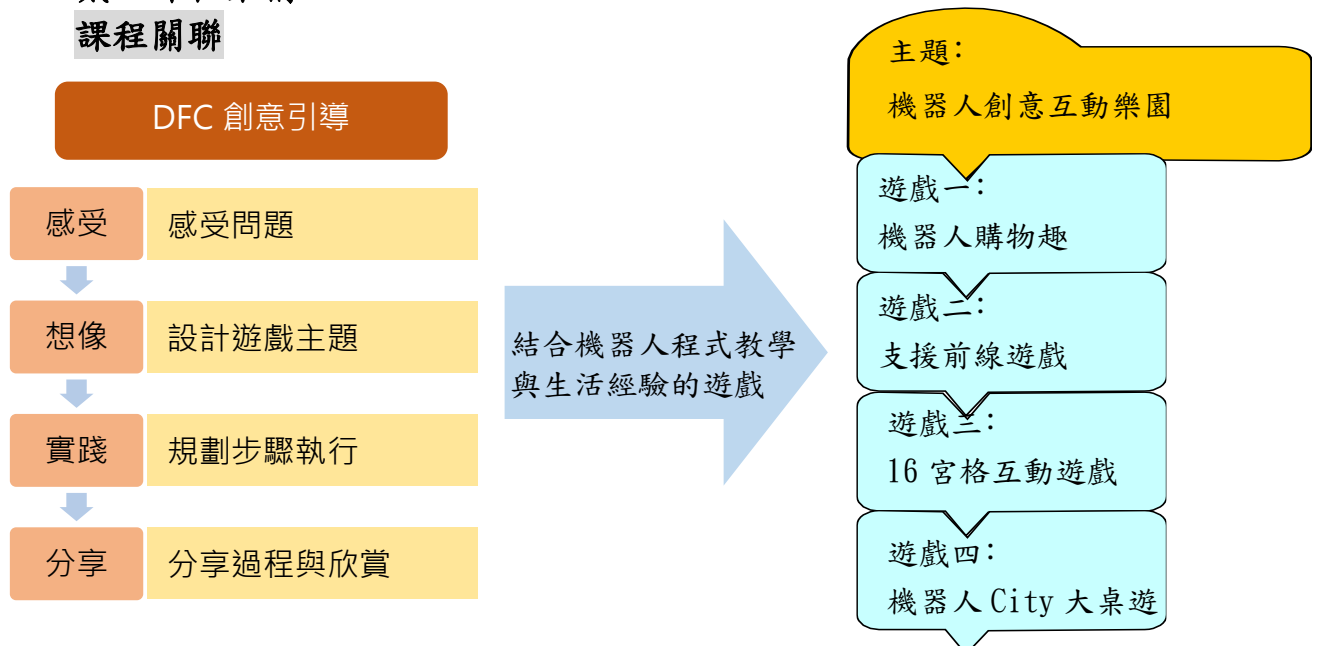 課程關聯
DFC 創意引導
感受
感受問題
想像
設計遊戲主題
實踐
規劃步驟執行
分享
分享過程與欣賞
結合機器人程式教學
與生活經驗的遊戲
主題:
機器人創意互動樂園
遊戲一:
機器人購物趣
遊戲二:
支援前線遊戲
遊戲三:
16 宮格互動遊戲
遊戲四:
機器人 City 大桌遊